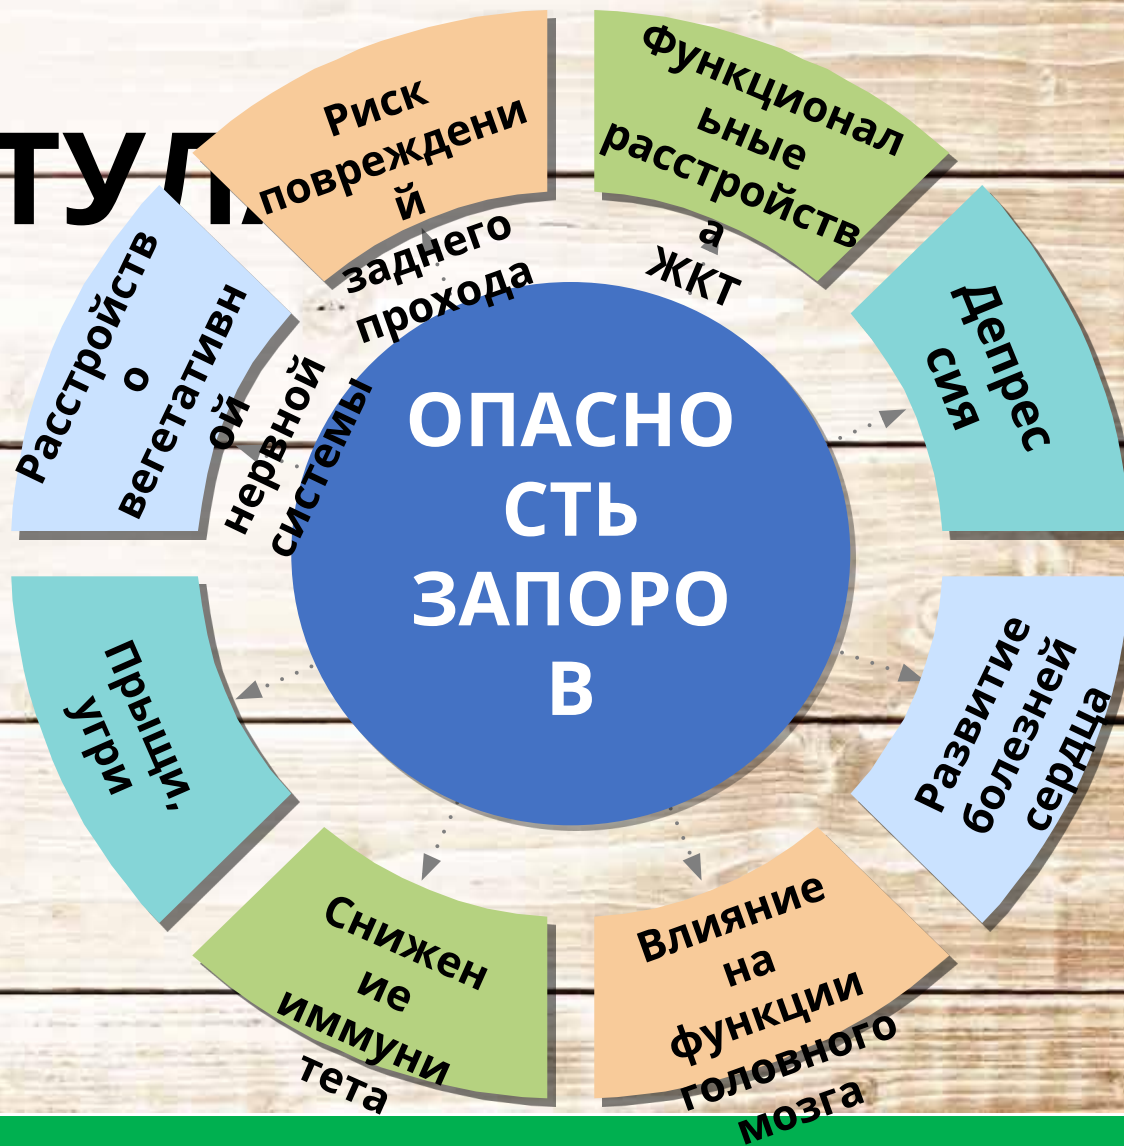 ТУЛ
Риск
повреждени
й
заднего
прохода
Функционал
ьные
расстройств
а
ЖКТ
Депрес
сия
Развитие
болезней
сердца
Влияние
на
функции
головного
мозга
Снижен
ие
иммуни
тета
Прыщи,
угри
Расстройств
о
вегетативн
ой
нервной
системы
ОПАСНО
СТЬ
ЗАПОРО
В